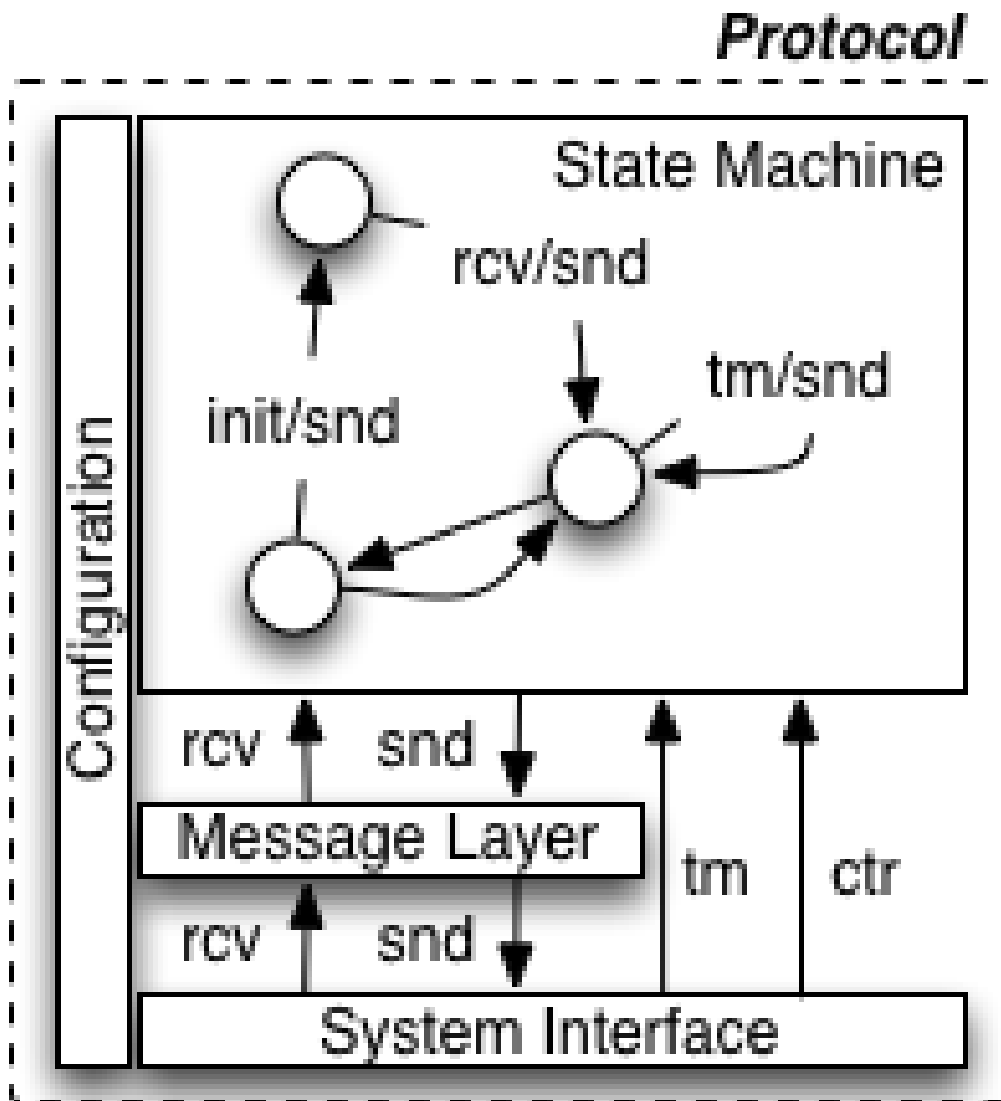 Protocol
State Machine
rcv/snd
tm/snd
init/snd
Configuration
rcv snd
Message Layer
tm ctr
rcv snd
System Interface